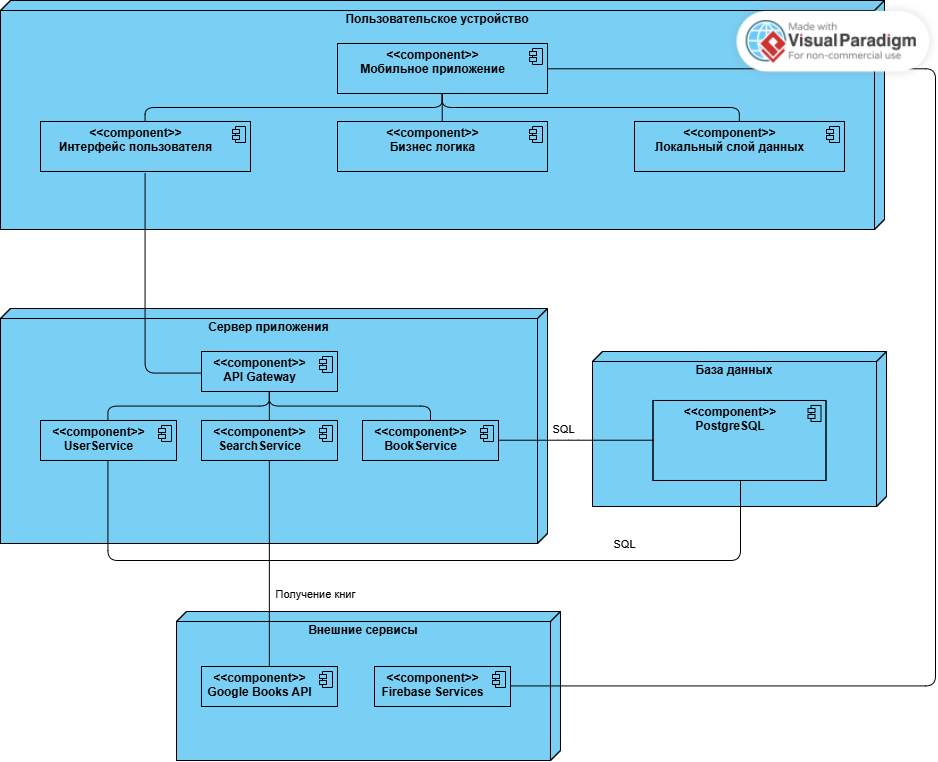 Пользовательское устройство
Made with
VisualParadigm
For non-commercial use
<<component>>
Мобильное приложение
<<component>>
Интерфейс пользователя
<<component>>
Бизнес логика
<<component>>
Локальный слой данных
Сервер приложения
<<component>>
API Gateway
<<component>>
UserService
<<component>>
SearchService
<<component>>
BookService
SQL
База данных
<<component>>
PostgreSQL
SQL
Получение книг
Внешние сервисы
<<component>>
Google Books API
<<component>>
Firebase Services